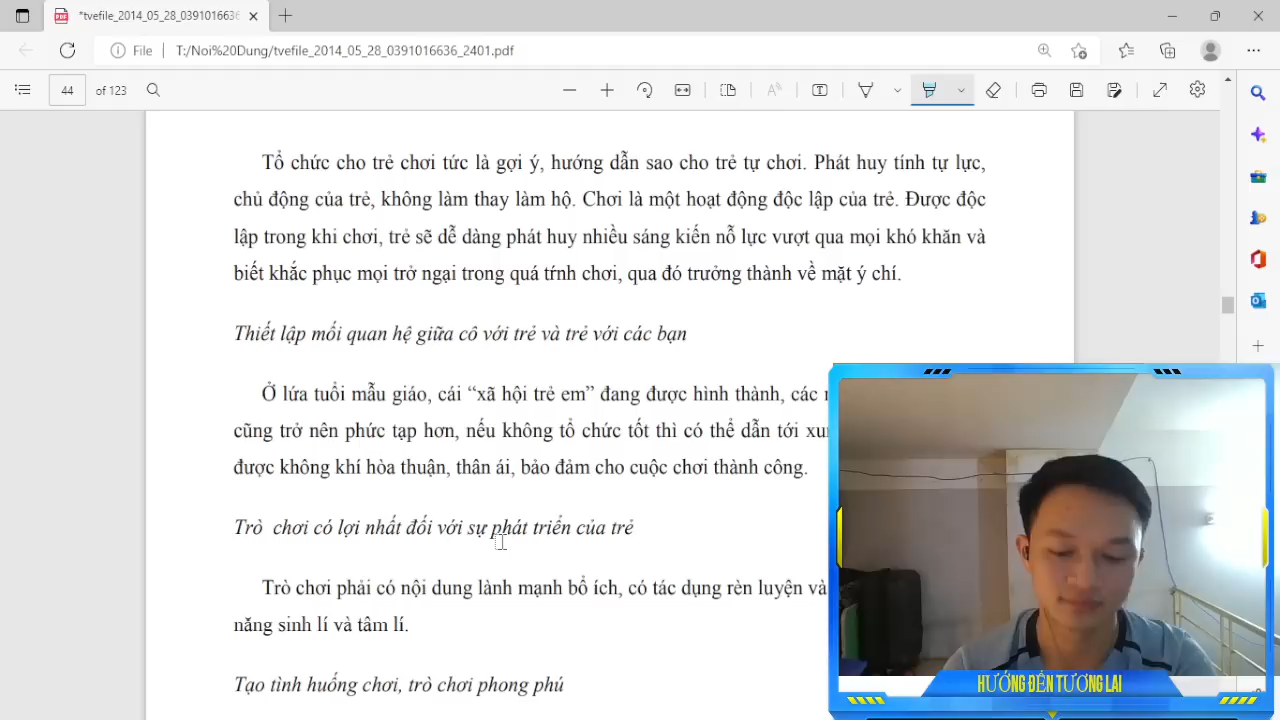 *tvefile_2014_05_28_0391016636
File T:/Noi%20Dung/tvefile_2014_05_28_0391016636_2401.pdf
44 of 123
Tổ chức cho trẻ chơi tức là gợi ý, hướng dẫn sao cho trẻ tự chơi. Phát huy tính tự lực,
chủ động của trẻ, không làm thay làm hộ. Chơi là một hoạt động độc lập của trẻ. Được độc
lập trong khi chơi, trẻ sẽ dễ dàng phát huy nhiều sáng kiến nỗ lực vượt qua mọi khó khăn và
biết khắc phục mọi trở ngại trong quá tŕnh chơi, qua đó trưởng thành về mặt ý chí.
Thiết lập mối quan hệ giữa cô với trẻ và trẻ với các bạn
Ở lứa tuổi mẫu giáo, cái “xã hội trẻ em” đang được hình thành, các
cũng trở nên phức tạp hơn, nếu không tổ chức tốt thì có thể dẫn tới
được không khí hòa thuận, thân ái, bảo đảm cho cuộc chơi thành công.
Trò chơi có lợi nhất đối với sự phát triển của trẻ
Trò chơi phải có nội dung lành mạnh bổ ích, có tác dụng rèn luyện và
năng sinh lí và tâm lí.
Tạo tình huống chơi, trò chơi phong phú
HƯỚNG ĐẾN TƯƠNG LAI